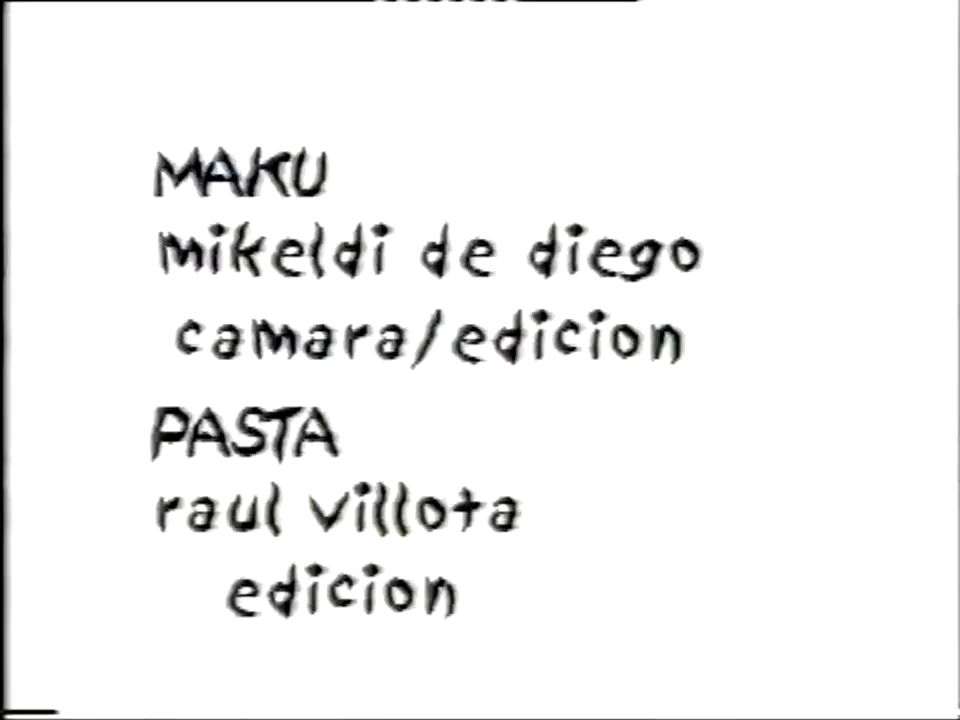 MAKU
mikeldi de diego
camara/edicion
PASTA
raul villota
edicion